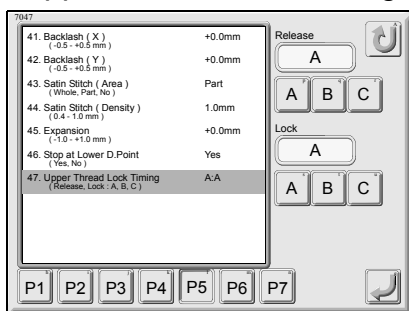 7047
41. Backlash ( X ) +0.0mm
( -0.5 - +0.5 mm )
42. Backlash ( Y ) +0.0mm
( -0.5 - +0.5 mm )
43. Satin Stitch ( Area ) Part
( Whole, Part, No )
44. Satin Stitch ( Density ) 1.0mm
( 0.4 - 1.0 mm )
45. Expansion +0.0mm
( -1.0 - +1.0 mm )
46. Stop at Lower D.Point Yes
( Yes, No )
47. Upper Thread Lock Timing A:A
( Release, Lock : A, B, C )
Release
A
A B C
Lock
A
A B C
P1 P2 P3 P4 P5 P6 P7